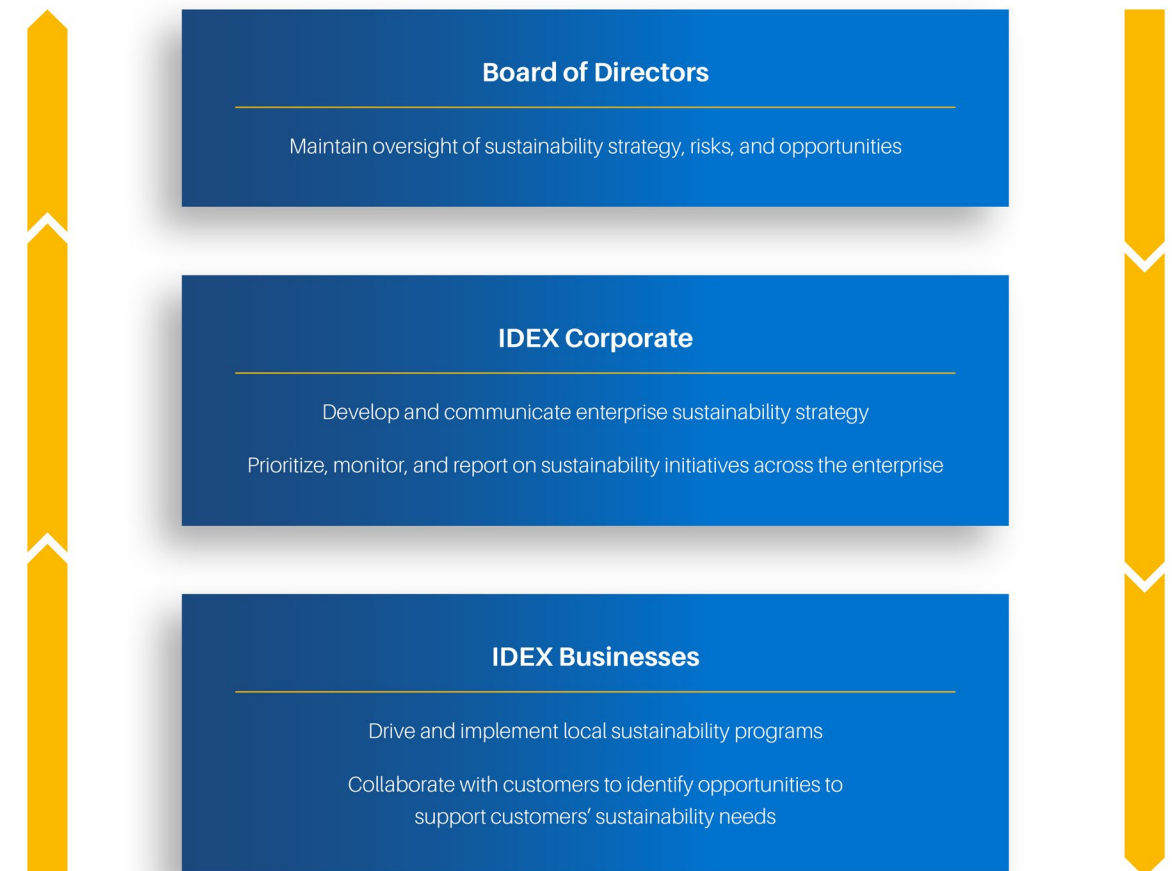 Board of Directors
Maintain oversight of sustainability strategy, risks, and opportunities
IDEX Corporate
Develop and communicate enterprise sustainability strategy
Prioritize, monitor, and report on sustainability initiatives across the enterprise
IDEX Businesses
Drive and implement local sustainability programs
Collaborate with customers to identify opportunities to
support customers’ sustainability needs